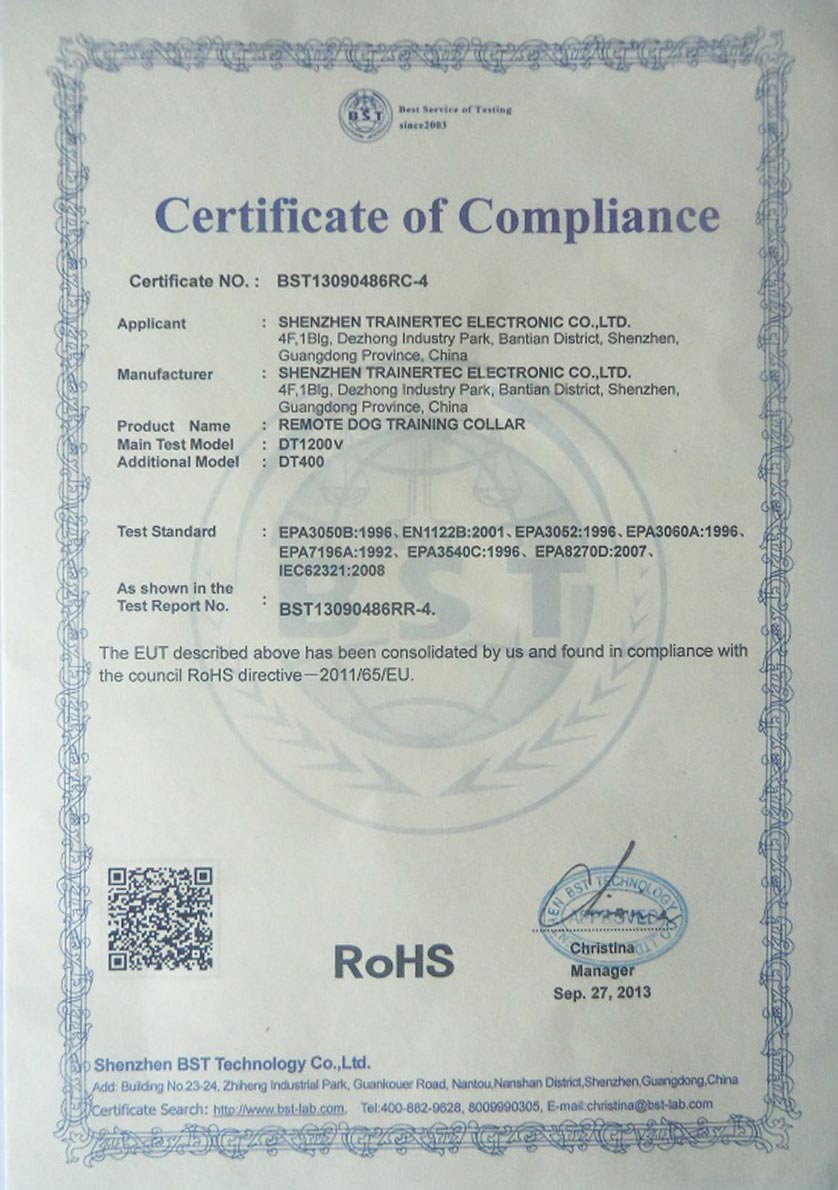 BST
Best Service of Testing
since2003
Certificate of Compliance
Certificate NO. : BST13090486RC-4
Applicant : SHENZHEN TRAINERTEC ELECTRONIC CO.,LTD.
4F,1Blg, Dezhong Industry Park, Bantian District, Shenzhen,
Guangdong Province, China
Manufacturer : SHENZHEN TRAINERTEC ELECTRONIC CO.,LTD.
4F,1Blg, Dezhong Industry Park, Bantian District, Shenzhen,
Guangdong Province, China
Product Name : REMOTE DOG TRAINING COLLAR
Main Test Model : DT1200V
Additional Model : DT400
Test Standard : EPA3050B:1996、EN1122B:2001、EPA3052:1996、EPA3060A:1996、
EPA7196A:1992、 EPA3540C:1996、 EPA8270D:2007、
IEC62321:2008
As shown in the
Test Report No. : BST13090486RR-4.
BST
The EUT described above has been consolidated by us and found in compliance with
the council RoHS directive—2011/65/EU.
RoHS
BST TECHNOLOGY CO LTD
APPROVED
Christina
Manager
Sep. 27, 2013
Shenzhen BST Technology Co.,Ltd.
Add: Building No.23-24, Zhiheng Industrial Park, Guankouer Road, Nantou,Nanshan District,Shenzhen,Guangdong,China
Certificate Search: http://www.bst-lab.com, Tel:400-882-9628, 8009990305, E-mail:christina@bst-lab.com